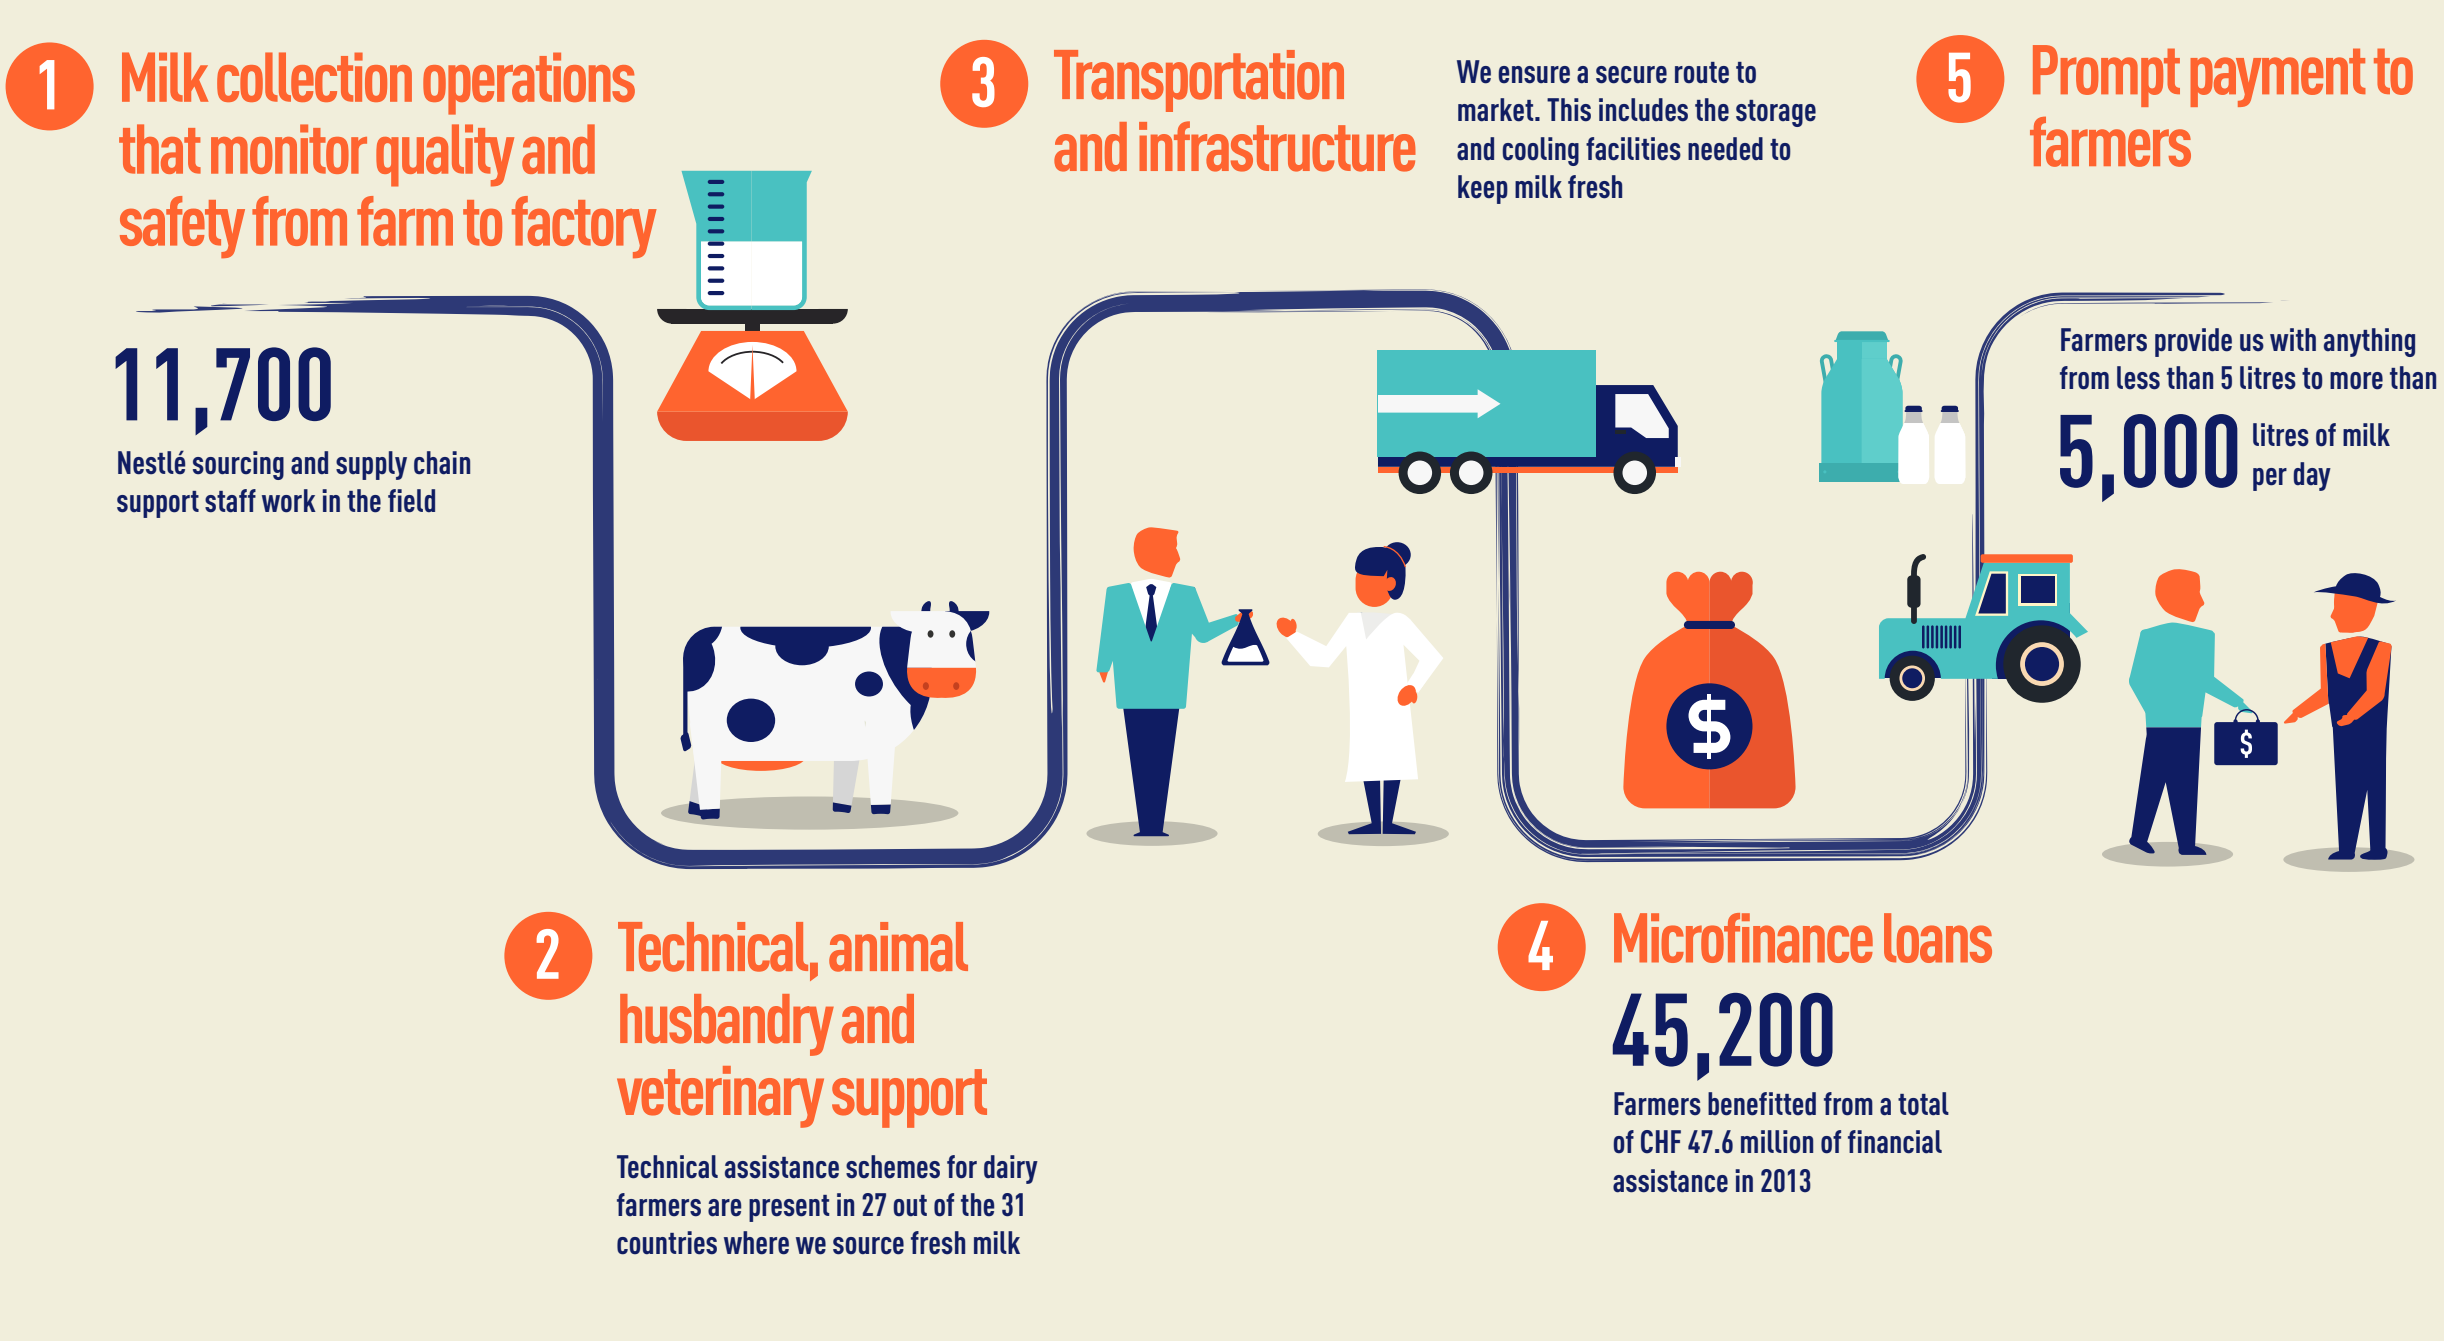 1
Milk collection operations
that monitor quality and
safety from farm to factory
11,700
Nestlé sourcing and supply chain
support staff work in the field
2
Technical, animal
husbandry and
veterinary support
Technical assistance schemes for dairy
farmers are present in 27 out of the 31
countries where we source fresh milk
3
Transportation
and infrastructure
We ensure a secure route to
market. This includes the storage
and cooling facilities needed to
keep milk fresh
$
4
Microfinance loans
45,200
Farmers benefitted from a total
of CHF 47.6 million of financial
assistance in 2013
5
Prompt payment to
farmers
Farmers provide us with anything
from less than 5 litres to more than
5,000 litres of milk
per day
$